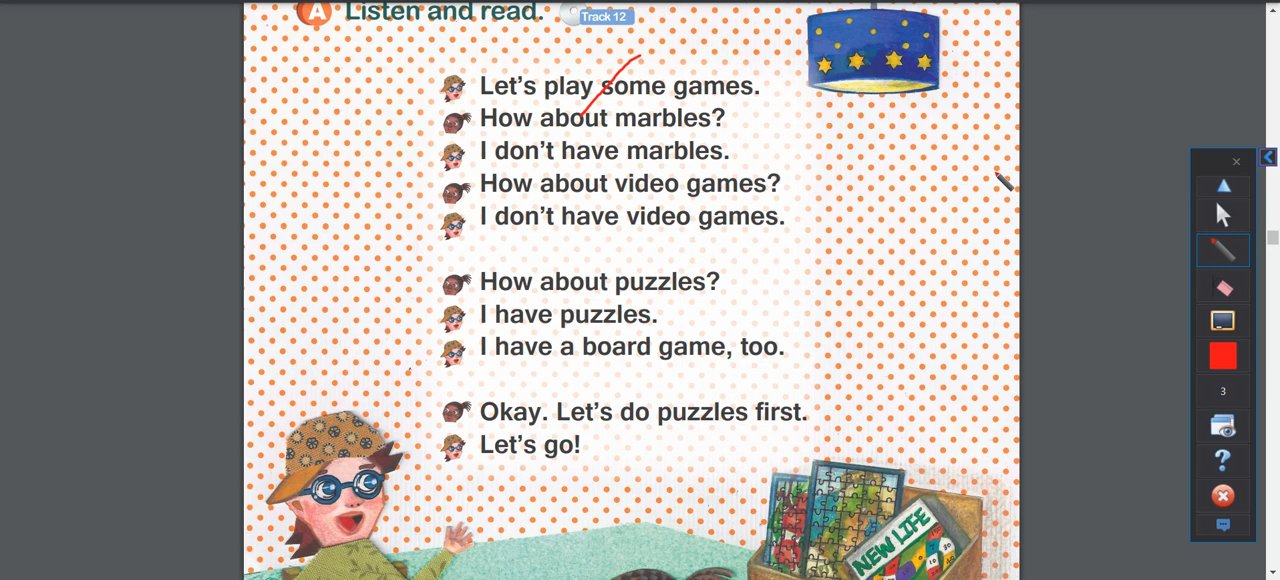 A Listen and read. Track 12
Let's play some games.
How about marbles?
I don't have marbles.
How about video games?
I don't have video games.
How about puzzles?
I have puzzles.
I have a board game, too.
Okay. Let's do puzzles first.
Let's go!
NEW LIFE
3
?